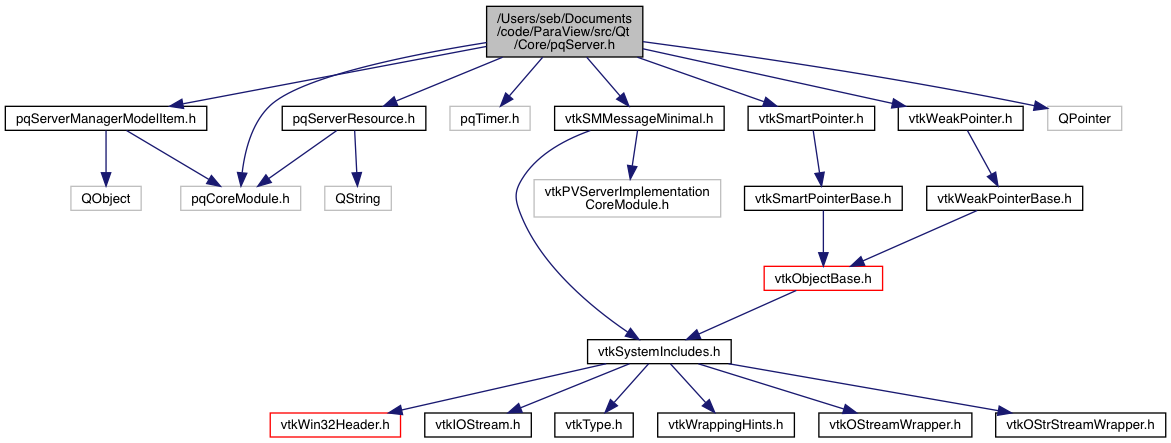 /Users/seb/Documents
/code/ParaView/src/Qt
/Core/pqServer.h
pqServerManagerModelItem.h
pqServerResource.h
pqTimer.h
vtkSMMessageMinimal.h
vtkSmartPointer.h
vtkWeakPointer.h
QPointer
QObject
pqCoreModule.h
QString
vtkPVServerImplementation
CoreModule.h
vtkSmartPointerBase.h
vtkWeakPointerBase.h
vtkObjectBase.h
vtkSystemIncludes.h
vtkWin32Header.h
vtkIOStream.h
vtkType.h
vtkWrappingHints.h
vtkOStreamWrapper.h
vtkOStrStreamWrapper.h